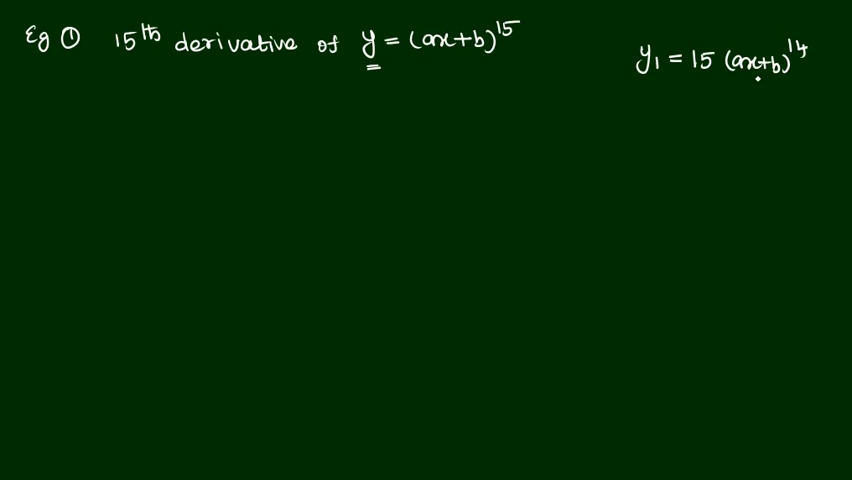 Eg ① 15th derivative of y = (ax+b)^15
y₁ = 15 (ax+b)^14